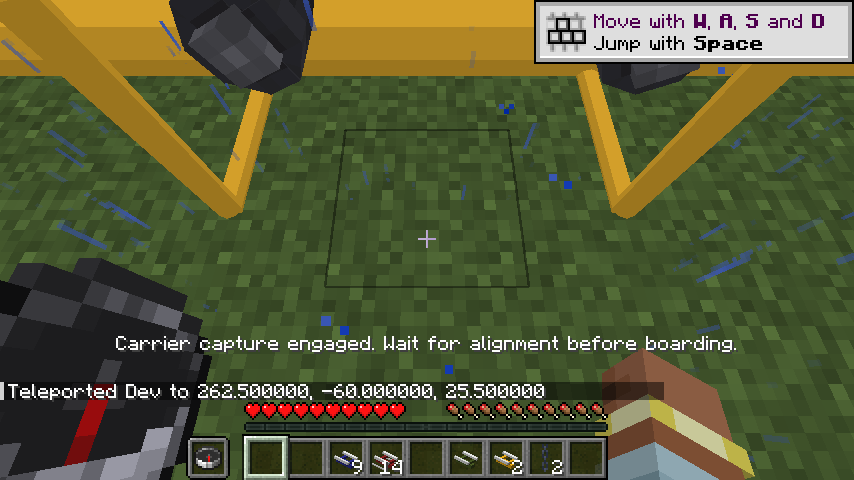 Move with W, A, S and D
Jump with Space
Carrier capture engaged. Wait for alignment before boarding.
Teleported Dev to 262.500000, -60.000000, 25.500000
9
14
2
2